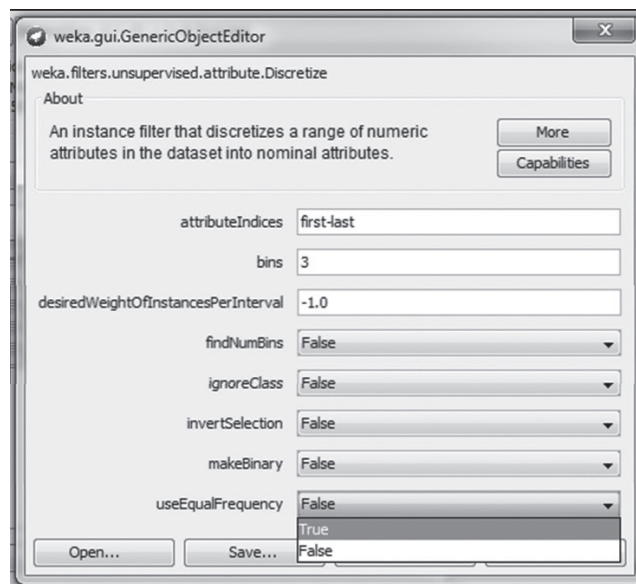 weka.gui.GenericObjectEditor
x
weka.filters.unsupervised.attribute.Discretize
About
An instance filter that discretizes a range of numeric
attributes in the dataset into nominal attributes.
More
Capabilities
attributeIndices first-last
bins 3
desiredWeightOfInstancesPerInterval -1.0
findNumBins False
ignoreClass False
invertSelection False
makeBinary False
useEqualFrequency False
True
False
Open... Save...